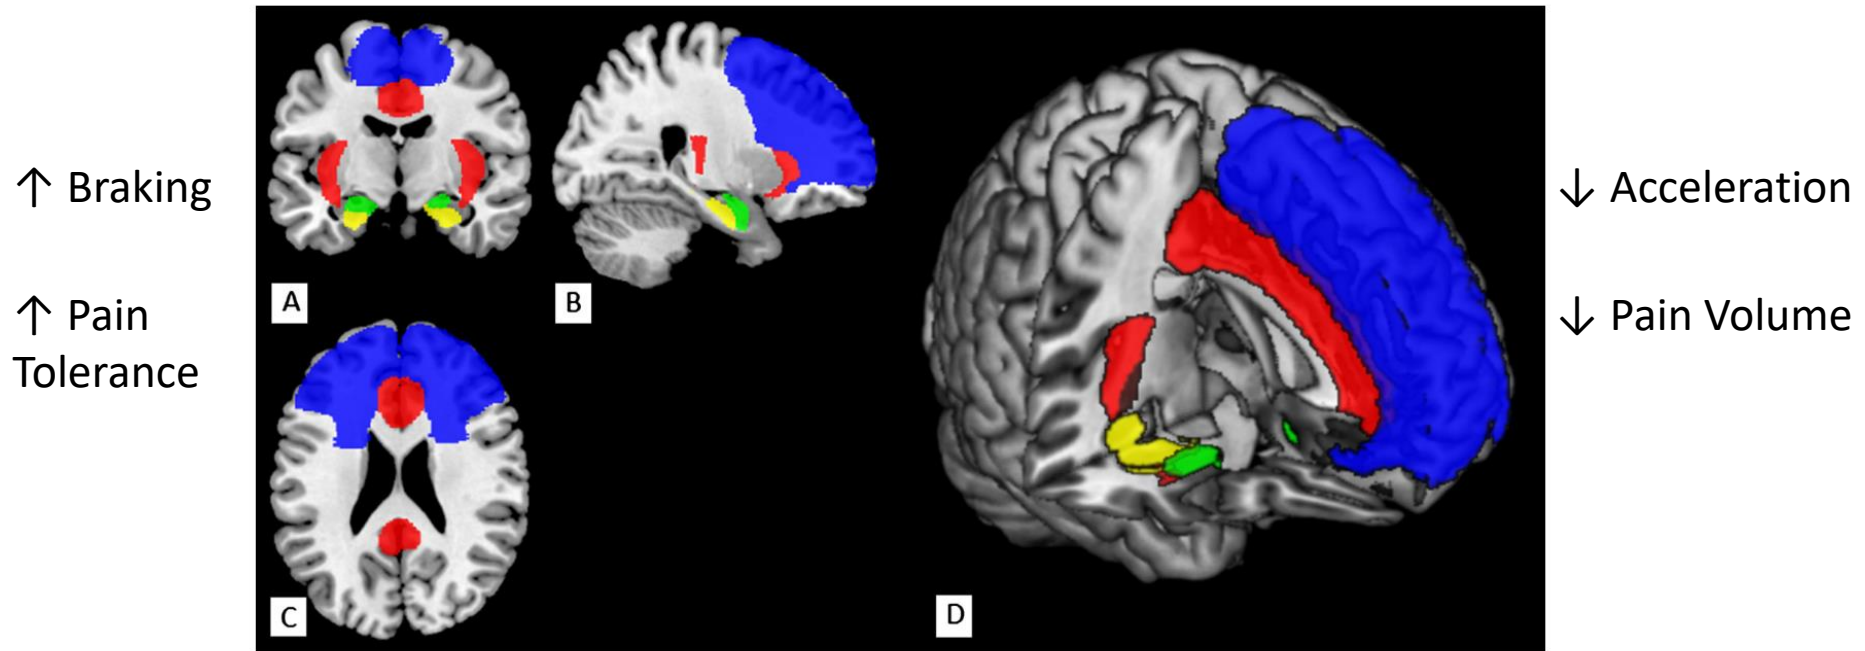 ↑ Braking
↑ Pain
Tolerance
A
B
C
D
↓ Acceleration
↓ Pain Volume